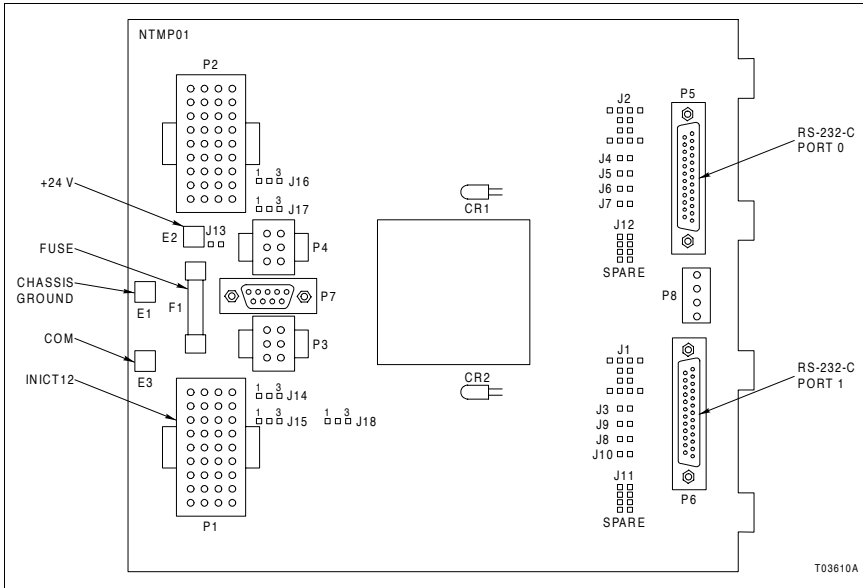 NTMP01
P2
1 3
J16
1 3
J17
+24 V
E2
J13
P4
FUSE
CHASSIS
GROUND
E1
F1
P7
COM
E3
P3
INICT12
1 3
J14
1 3
J15
1 3
J18
P1
CR1
CR2
J2
J4
J5
J6
J7
J12
SPARE
P5
RS-232-C
PORT 0
P8
J1
J3
J9
J8
J10
J11
SPARE
P6
RS-232-C
PORT 1
T03610A